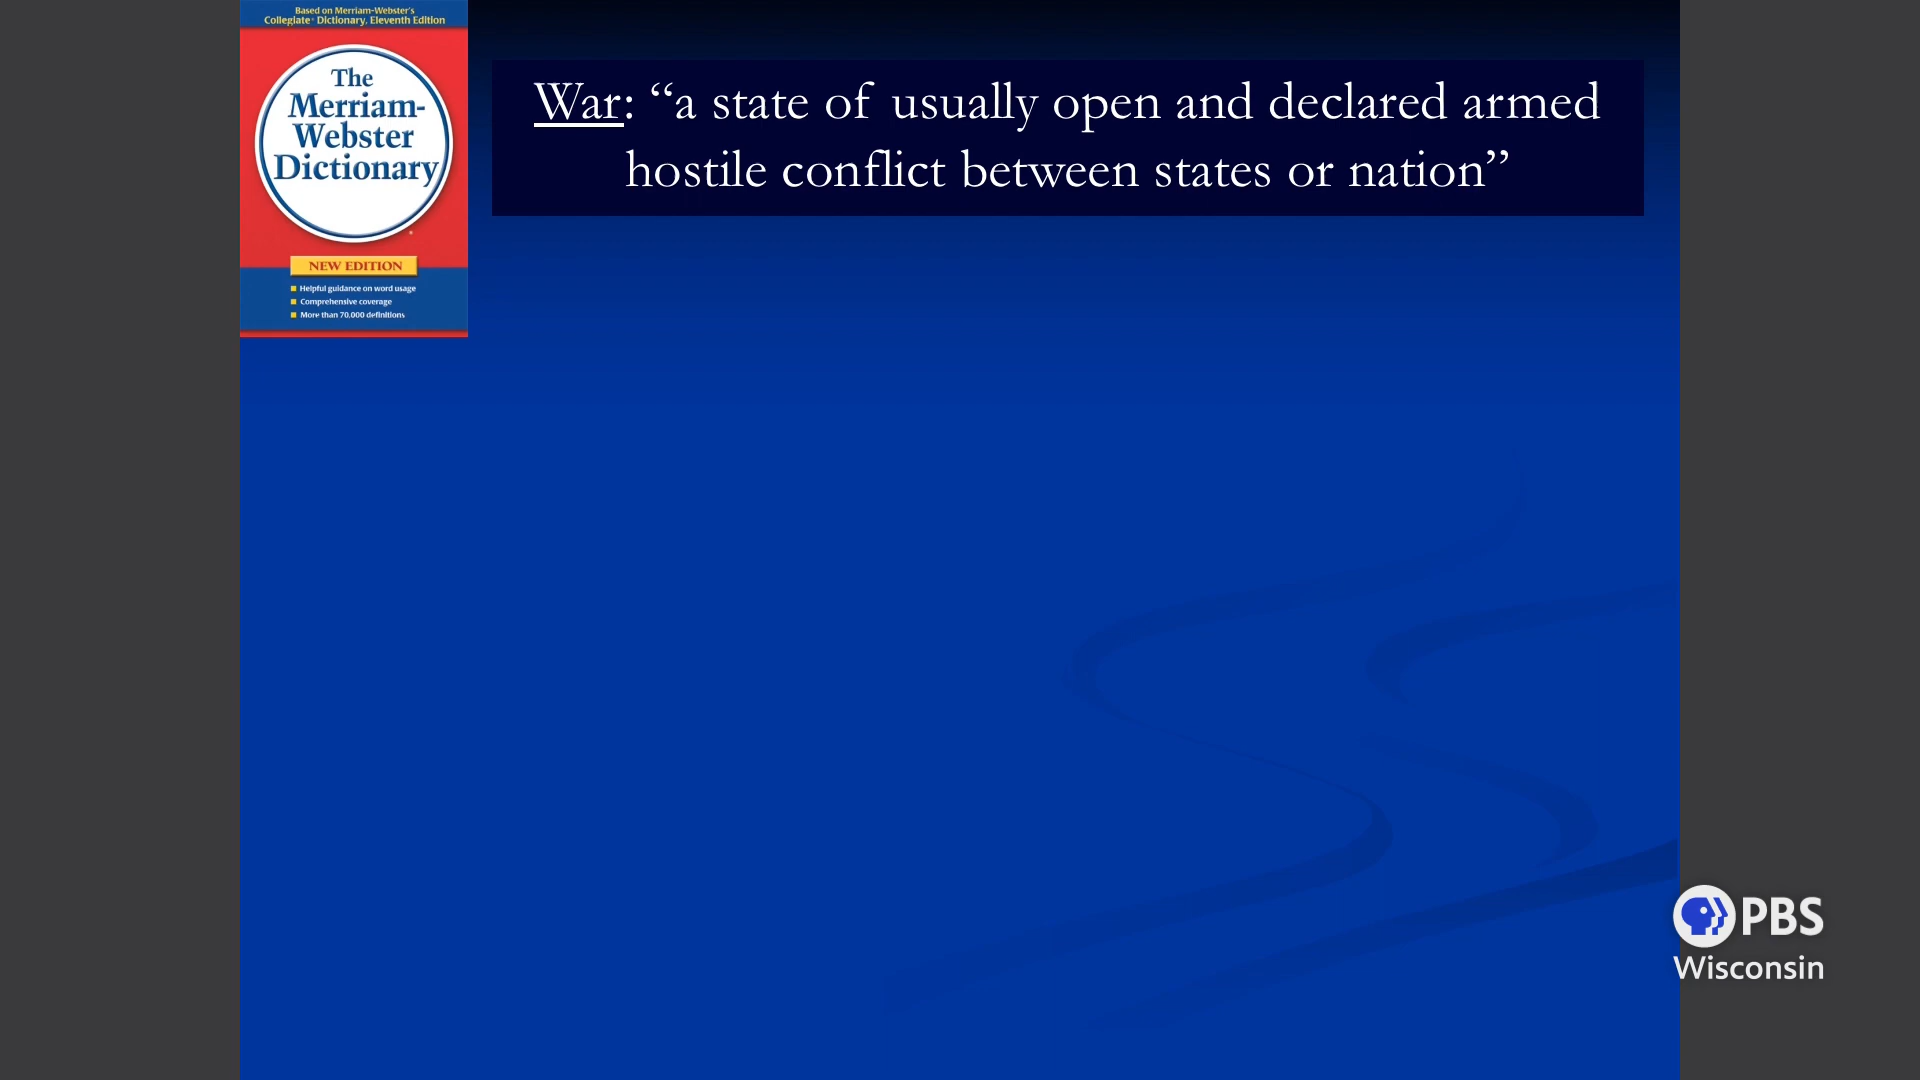 Based on Merriam-Webster's
Collegiate® Dictionary, Eleventh Edition
The
Merriam-
Webster
Dictionary
NEW EDITION
Helpful guidance on word usage
Comprehensive coverage
More than 70,000 definitions
War: “a state of usually open and declared armed
hostile conflict between states or nation”
PBS
Wisconsin